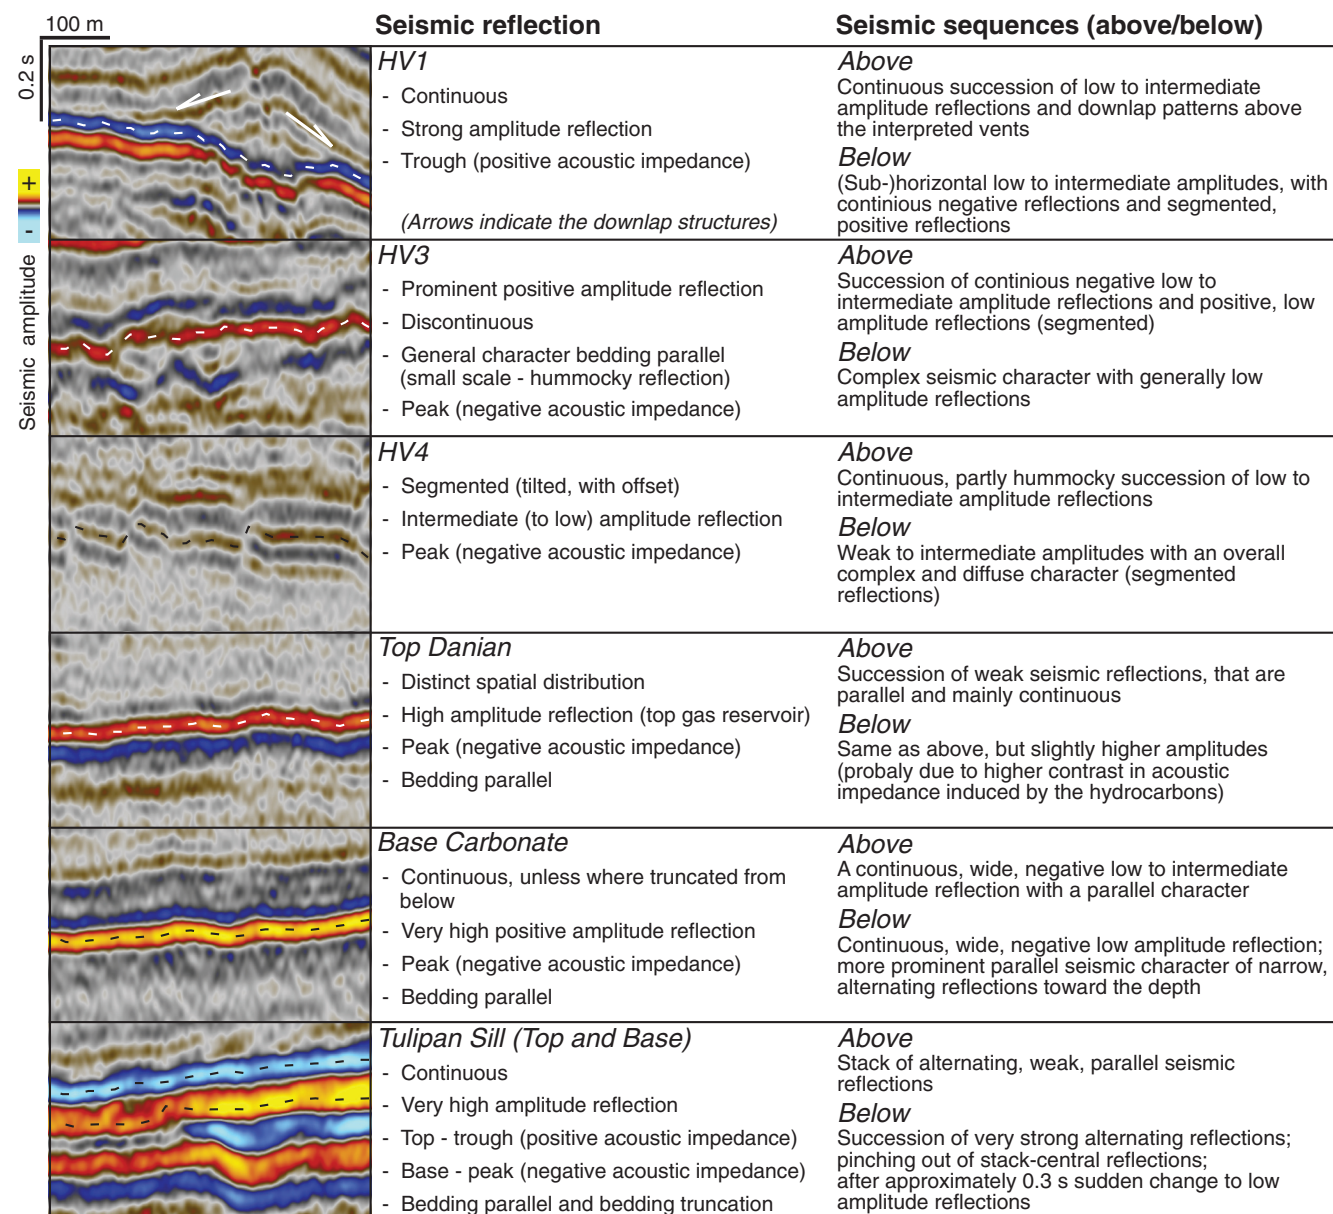 100 m
0.2 s
+
-
Seismic amplitude
Seismic reflection
Seismic sequences (above/below)
HV1
- Continuous
- Strong amplitude reflection
- Trough (positive acoustic impedance)
(Arrows indicate the downlap structures)
Above
Continuous succession of low to intermediate
amplitude reflections and downlap patterns above
the interpreted vents
Below
(Sub-)horizontal low to intermediate amplitudes, with
continious negative reflections and segmented,
positive reflections
HV3
- Prominent positive amplitude reflection
- Discontinuous
- General character bedding parallel
(small scale - hummocky reflection)
- Peak (negative acoustic impedance)
Above
Succession of continious negative low to
intermediate amplitude reflections and positive, low
amplitude reflections (segmented)
Below
Complex seismic character with generally low
amplitude reflections
HV4
- Segmented (tilted, with offset)
- Intermediate (to low) amplitude reflection
- Peak (negative acoustic impedance)
Above
Continuous, partly hummocky succession of low to
intermediate amplitude reflections
Below
Weak to intermediate amplitudes with an overall
complex and diffuse character (segmented
reflections)
Top Danian
- Distinct spatial distribution
- High amplitude reflection (top gas reservoir)
- Peak (negative acoustic impedance)
- Bedding parallel
Above
Succession of weak seismic reflections, that are
parallel and mainly continuous
Below
Same as above, but slightly higher amplitudes
(probaly due to higher contrast in acoustic
impedance induced by the hydrocarbons)
Base Carbonate
- Continuous, unless where truncated from
below
- Very high positive amplitude reflection
- Peak (negative acoustic impedance)
- Bedding parallel
Above
A continuous, wide, negative low to intermediate
amplitude reflection with a parallel character
Below
Continuous, wide, negative low amplitude reflection;
more prominent parallel seismic character of narrow,
alternating reflections toward the depth
Tulipan Sill (Top and Base)
- Continuous
- Very high amplitude reflection
- Top - trough (positive acoustic impedance)
- Base - peak (negative acoustic impedance)
- Bedding parallel and bedding truncation
Above
Stack of alternating, weak, parallel seismic
reflections
Below
Succession of very strong alternating reflections;
pinching out of stack-central reflections;
after approximately 0.3 s sudden change to low
amplitude reflections